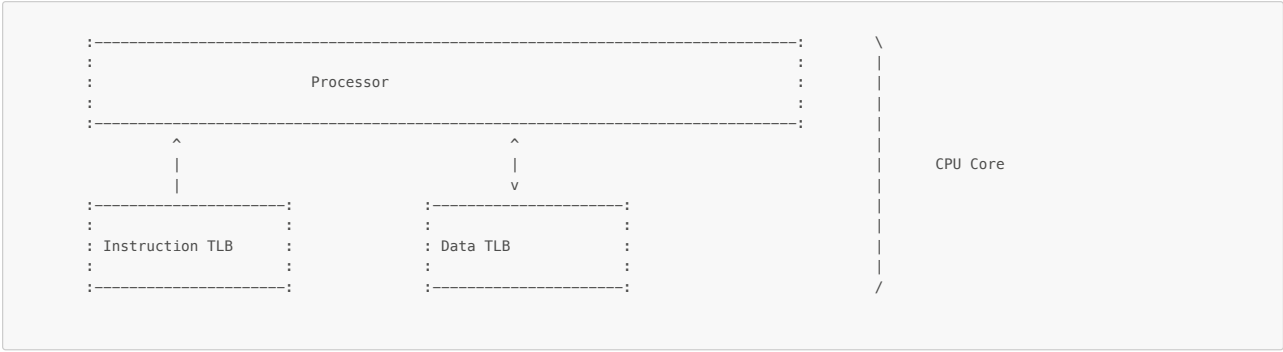 Processor
CPU Core
Instruction TLB
Data TLB